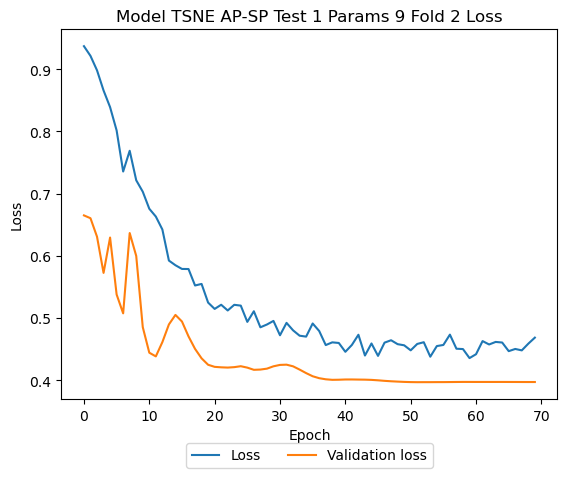 Model TSNE AP-SP Test 1 Params 9 Fold 2 Loss
Loss
0.9
0.8
0.7
0.6
0.5
0.4
0 10 20 30 40 50 60 70
Epoch
Loss Validation loss